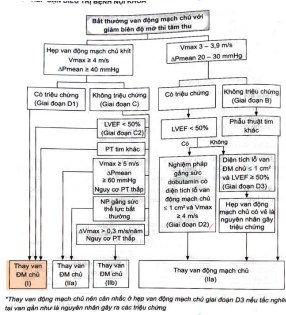 Bất thường van động mạch chủ với
giảm biên độ mở thì tâm thu
Hẹp van động mạch chủ khít
Vmax ≥ 4 m/s
ΔPmean ≥ 40 mmHg
Vmax 3 – 3,9 m/s
ΔPmean 20 – 30 mmHg
Có triệu chứng
(Giai đoạn D1)
Không triệu chứng
(Giai đoạn C)
Có triệu chứng
Không triệu chứng
(Giai đoạn B)
LVEF < 50%
(Giai đoạn C2)
LVEF < 50%
Phẫu thuật tim
khác
PT tim khác
Có
Không
Vmax ≥ 5 m/s
ΔPmean
≥ 60 mmHg
Nguy cơ PT thấp
Nghiệm pháp
gắng sức
dobutamin có
diện tích lỗ van
động mạch chủ
≤ 1 cm² và Vmax
≥ 4 m/s
(Giai đoạn D2)
Diện tích lỗ van
ĐM chủ ≤ 1 cm²
và LVEF ≥ 50%
(Giai đoạn D3)
NP gắng sức
thể lực bất
thường
Hẹp van động
mạch chủ có vẻ là
nguyên nhân gây
triệu chứng
ΔVmax > 0,3 m/s/năm
Nguy cơ PT thấp
Thay van
ĐM chủ
(I)
Thay van
ĐM chủ
(IIa)
Thay van
ĐM chủ
(IIb)
Thay van động mạch chủ
(IIa)
*Thay van động mạch chủ nên cân nhắc ở hẹp van động mạch chủ giai đoạn D3 nếu tắc nghẽn
tại van gần như là nguyên nhân gây ra các triệu chứng